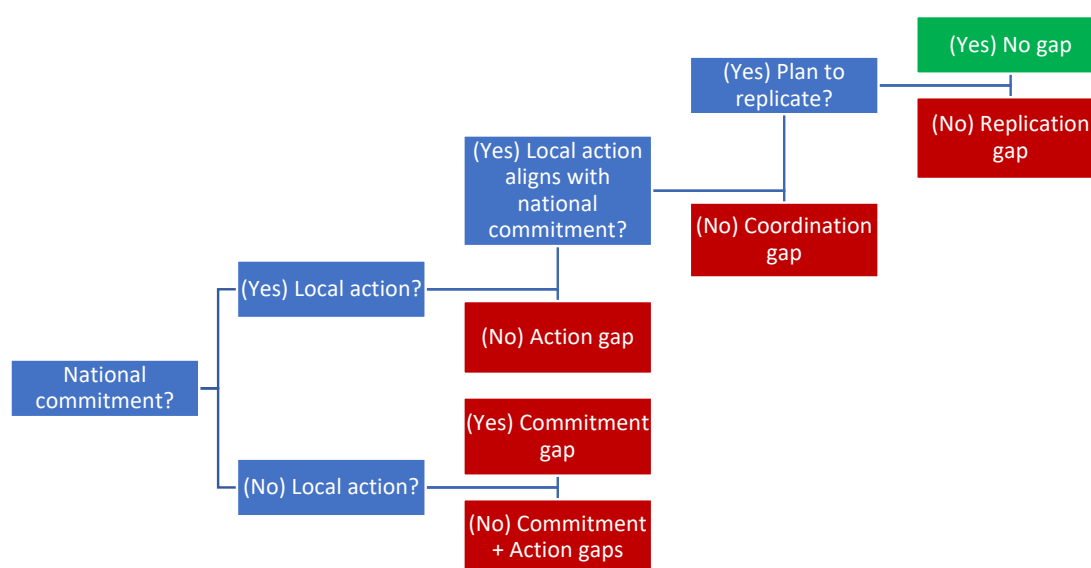 (Yes) No gap
(Yes) Plan to
replicate?
(No) Replication
gap
(Yes) Local action
aligns with
national
commitment?
(No) Coordination
gap
(Yes) Local action?
(No) Action gap
National
commitment?
(Yes) Commitment
gap
(No) Local action?
(No) Commitment
+ Action gaps